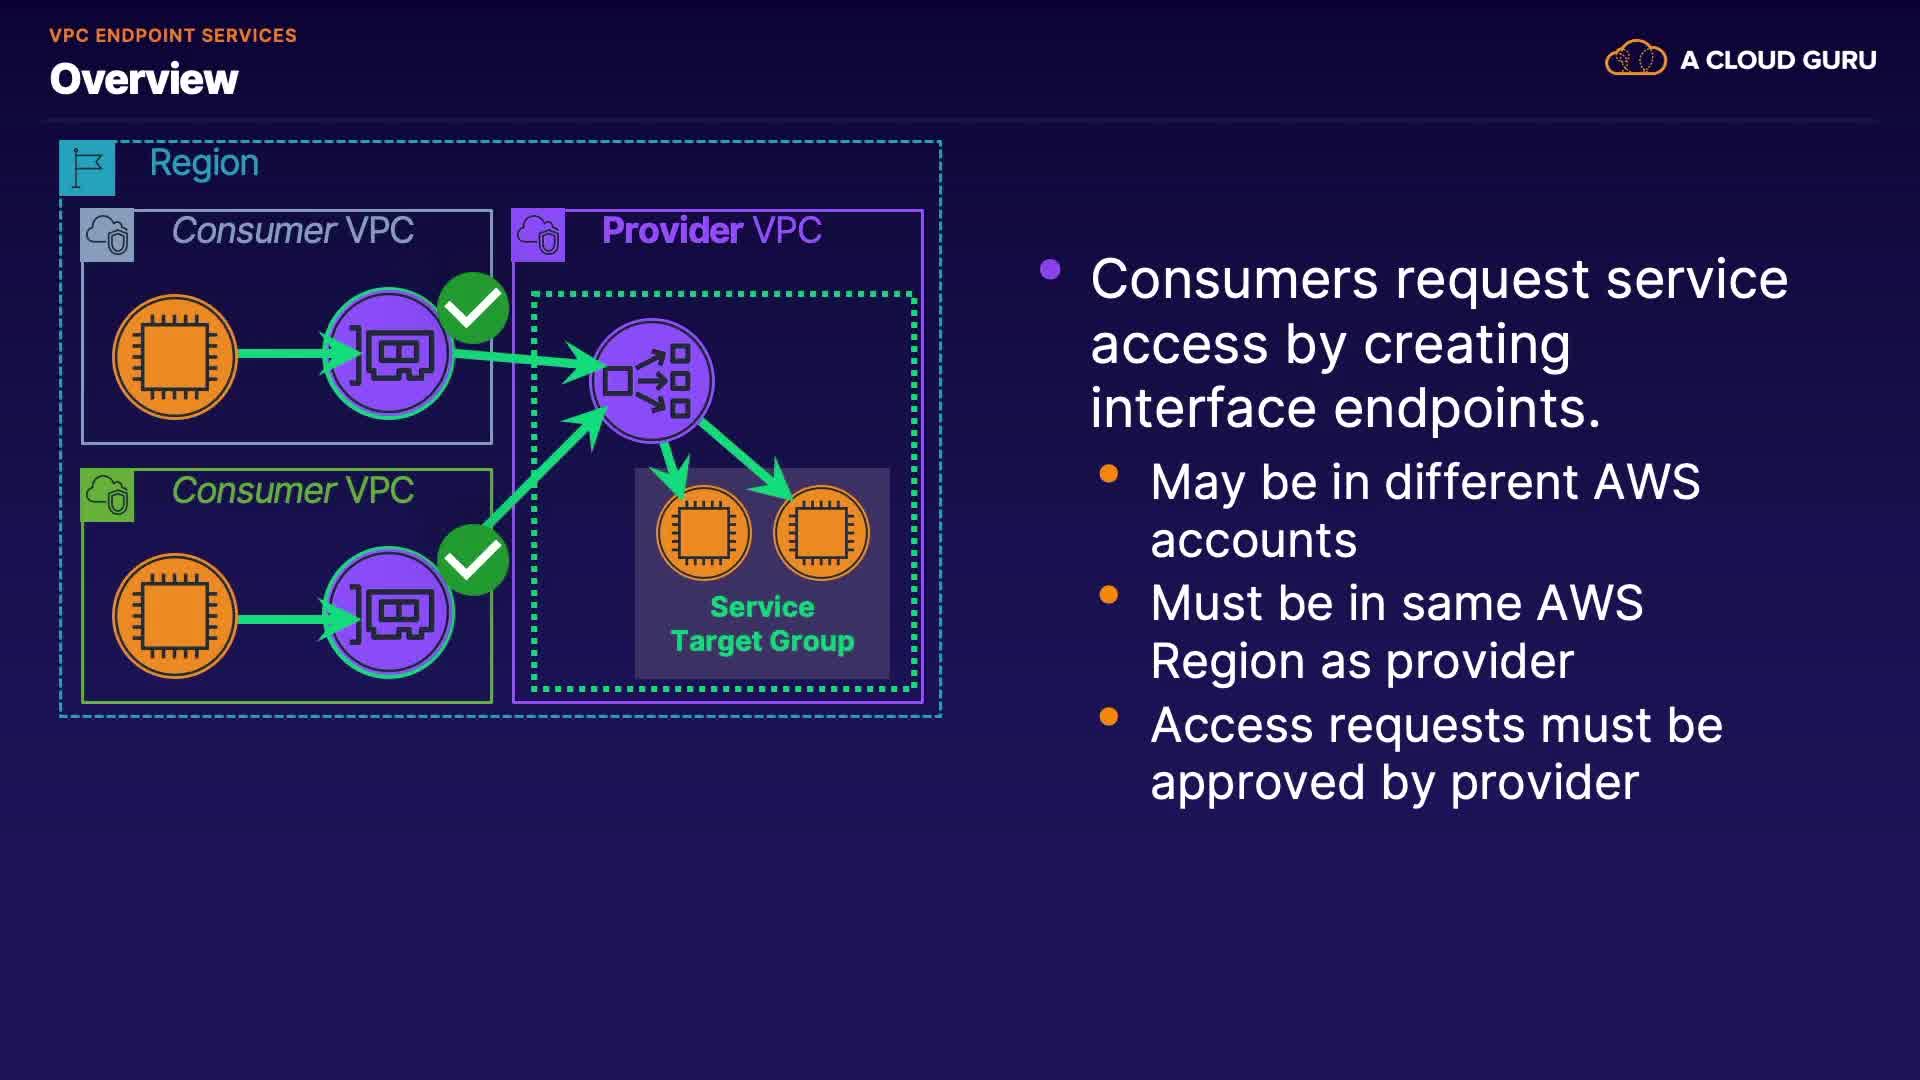 VPC ENDPOINT SERVICES
Overview
A CLOUD GURU
Region
Consumer VPC
Provider VPC
Consumer VPC
Service
Target Group
Consumers request service
access by creating
interface endpoints.
May be in different AWS
accounts
Must be in same AWS
Region as provider
Access requests must be
approved by provider